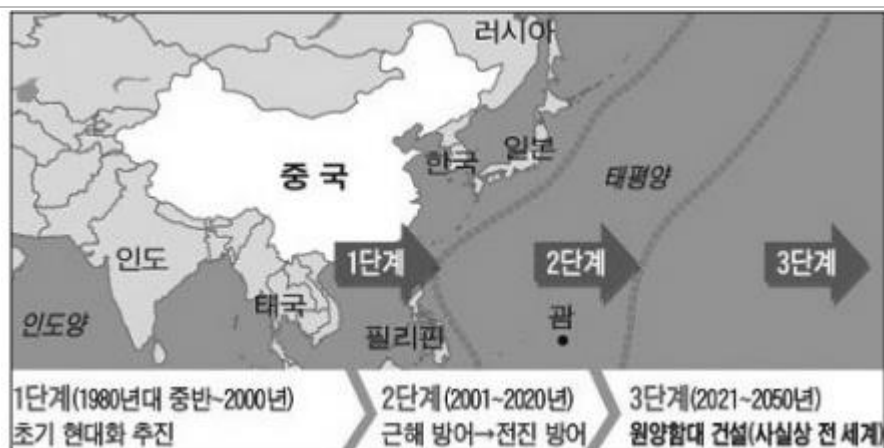 러시아
중국
한국
일본
태평양
1단계
2단계
3단계
인도
태국
인도양
필리핀
괌
1단계(1980년대 중반~2000년)
초기 현대화 추진
2단계(2001~2020년)
근해 방어→전진 방어
3단계(2021~2050년)
원양함대 건설(사실상 전 세계)